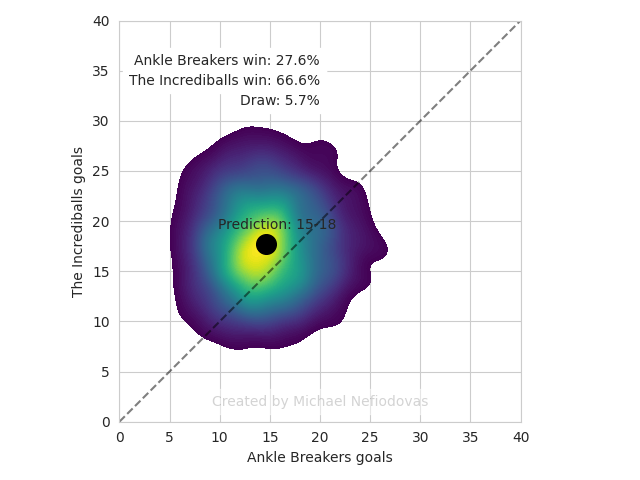 40
35
30
25
20
15
10
5
0
The Incrediballs goals
Ankle Breakers win: 27.6%
The Incrediballs win: 66.6%
Draw: 5.7%
Prediction: 15-18
Created by Michael Nefiodovas
0 5 10 15 20 25 30 35 40
Ankle Breakers goals